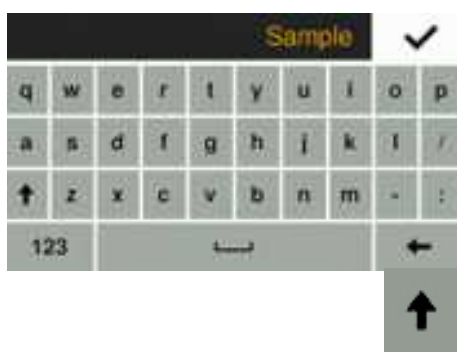 Sample
q w e r t y u i o p
a s d f g h j k l /
z x c v b n m - :
123